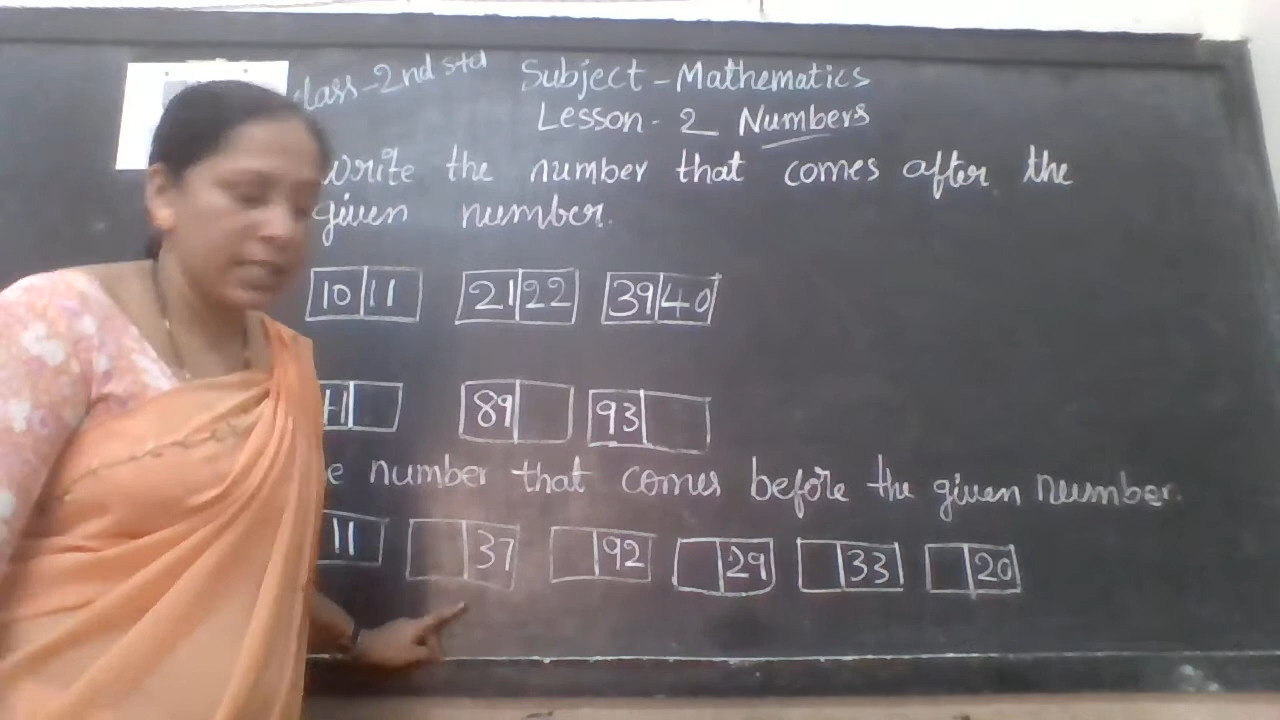 Class-2nd std Subject - Mathematics
Lesson - 2 Numbers
Write the number that comes after the
given number.
10 11 21 22 39 40
89 93
number that comes before the given number.
11 37 92 29 33 20